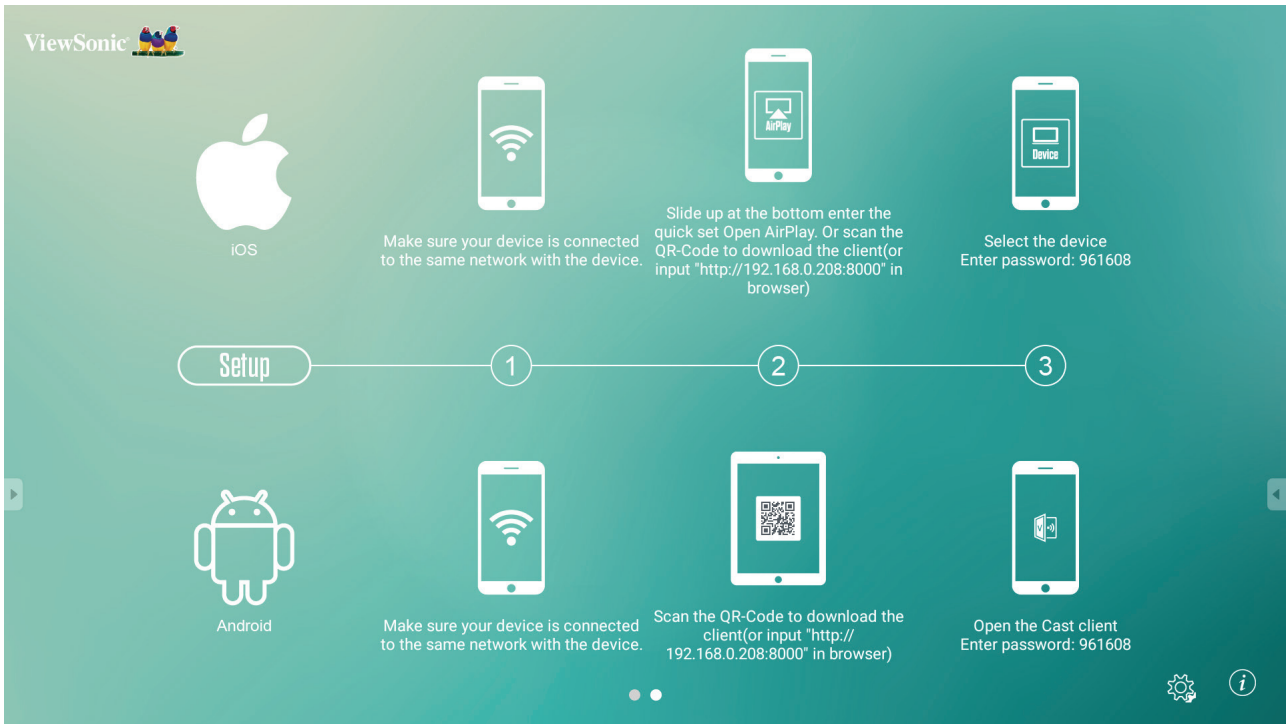 ViewSonic
AirPlay
Device
iOS
Make sure your device is connected
to the same network with the device.
Slide up at the bottom enter the
quick set Open AirPlay. Or scan the
QR-Code to download the client(or
input "http://192.168.0.208:8000" in
browser)
Select the device
Enter password: 961608
Setup
1
2
3
V
Android
Make sure your device is connected
to the same network with the device.
Scan the QR-Code to download the
client(or input "http://
192.168.0.208:8000" in browser)
Open the Cast client
Enter password: 961608
i